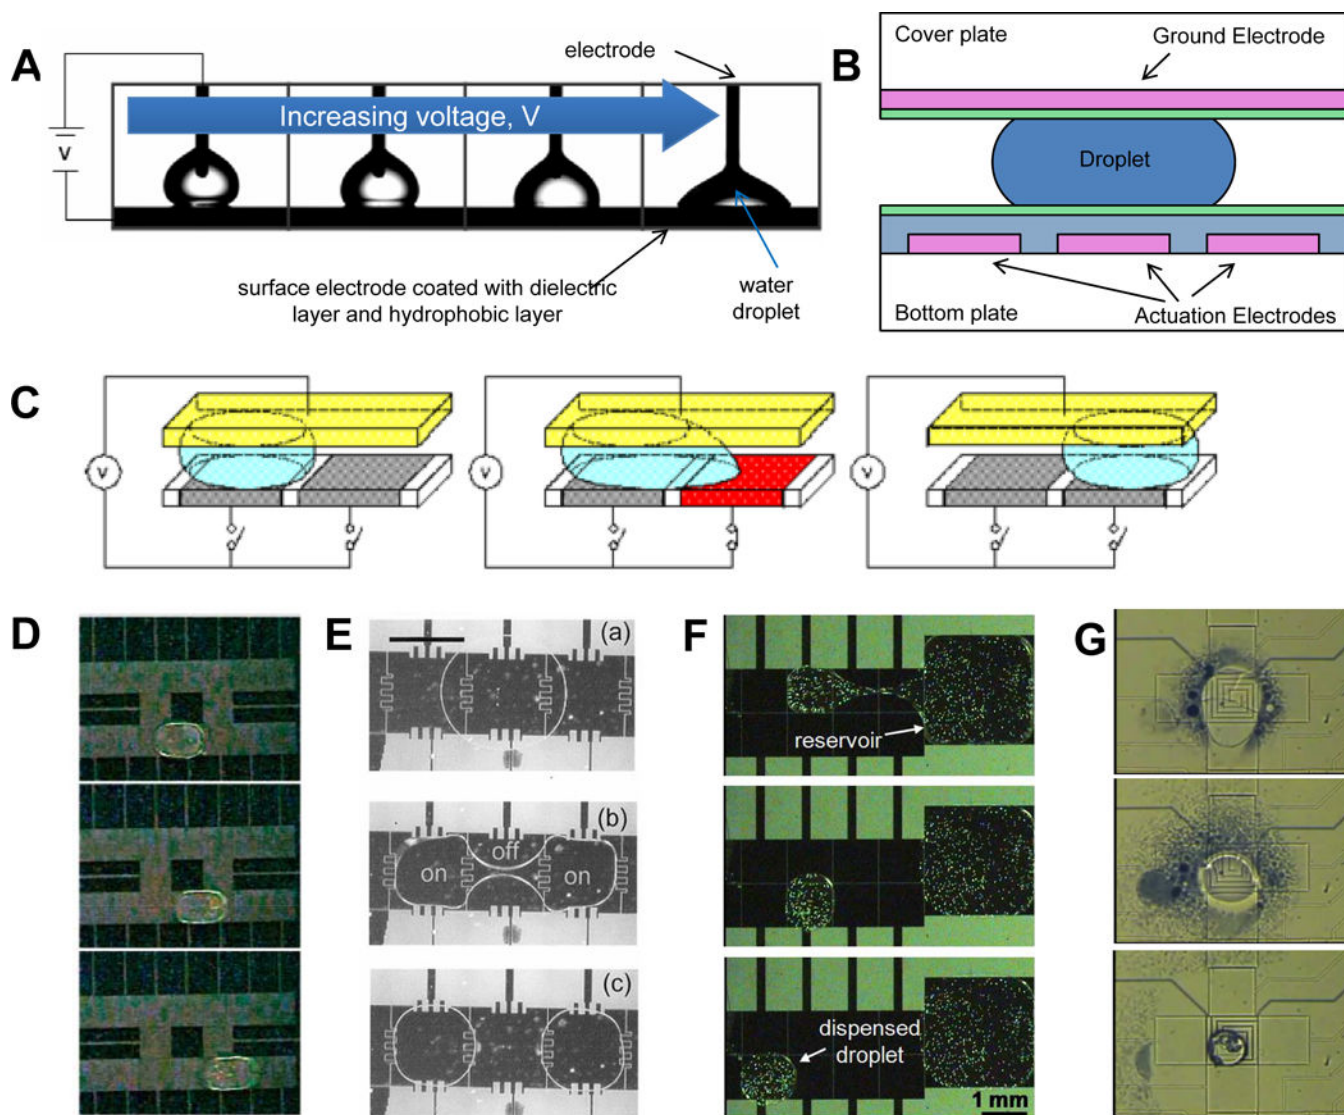 A
electrode
Increasing voltage, V
V
surface electrode coated with dielectric
layer and hydrophobic layer
water
droplet
B
Cover plate
Ground Electrode
Droplet
Bottom plate
Actuation Electrodes
C
V
V
V
D
E
(a)
(b)
off
on
on
(c)
F
reservoir
dispensed
droplet
1 mm
G